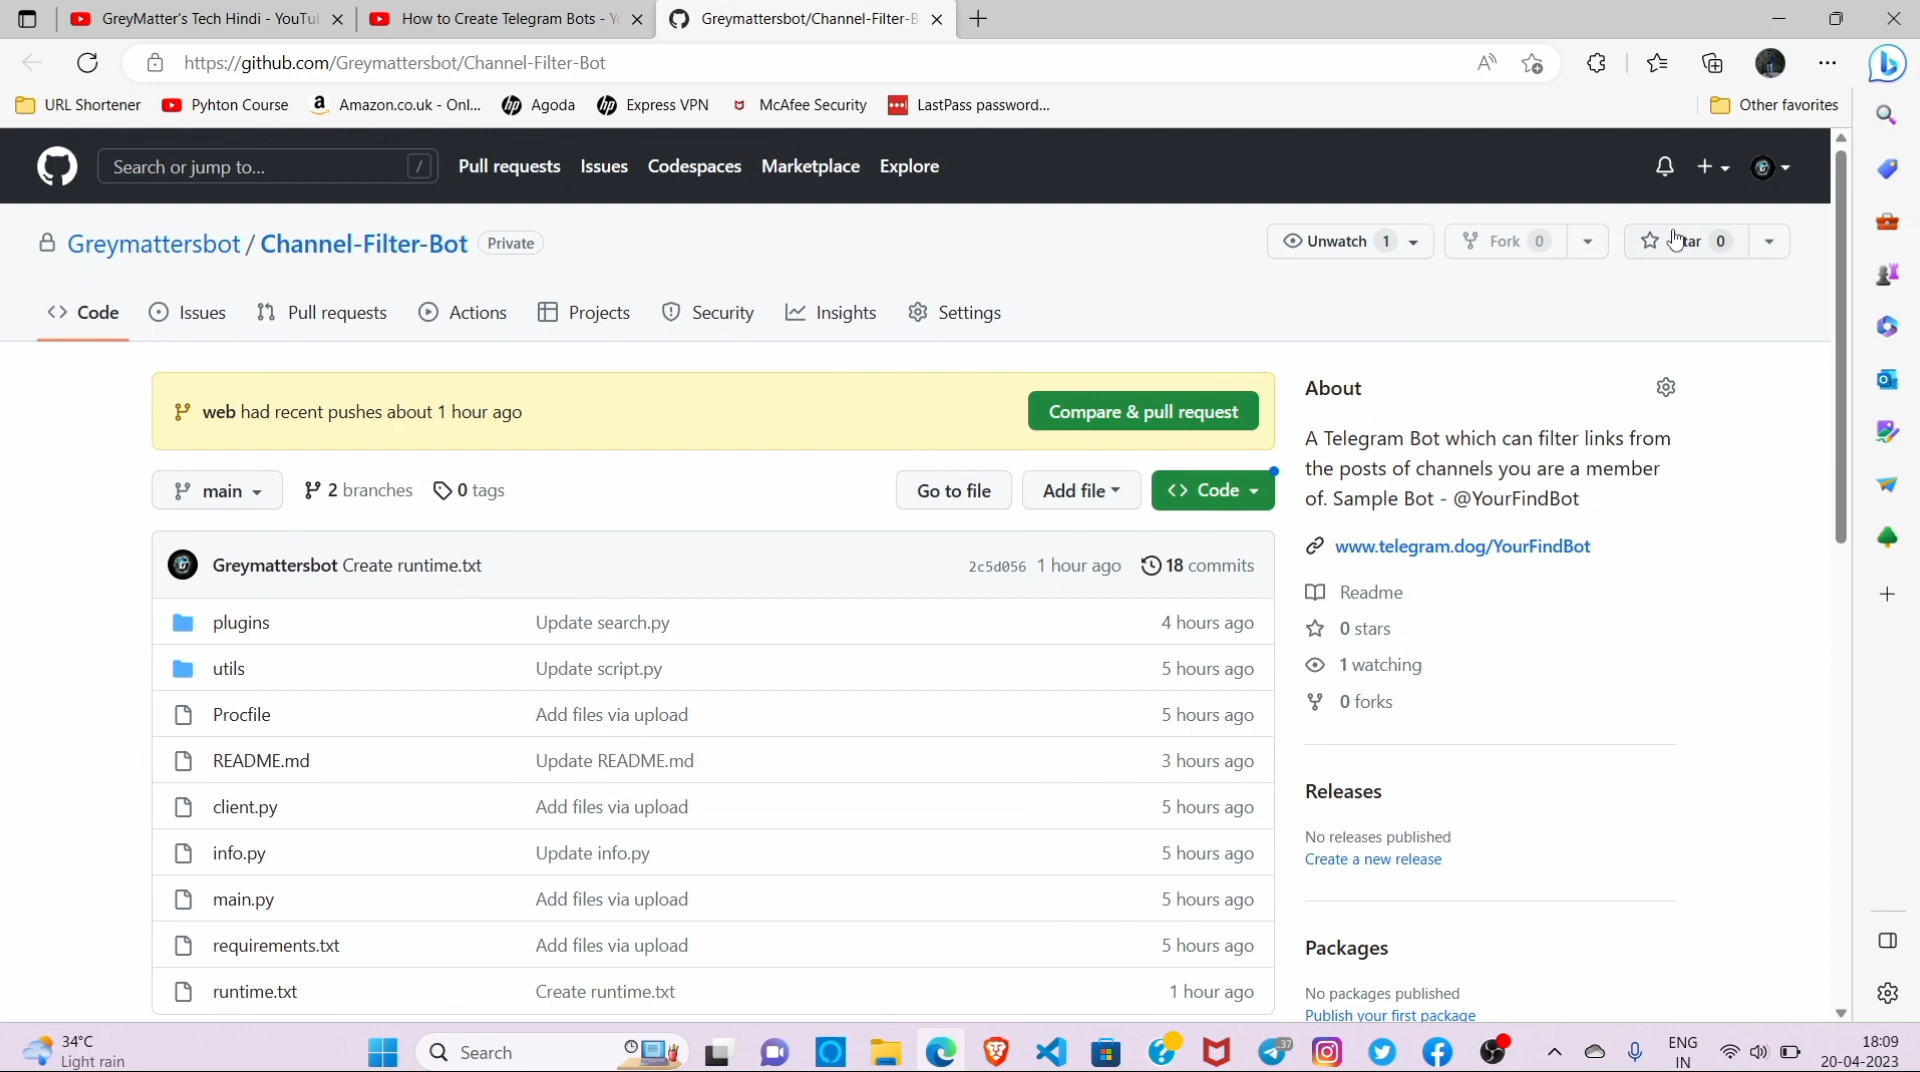 GreyMatter's Tech Hindi - YouTu
How to Create Telegram Bots - Y
Greymattersbot/Channel-Filter-B
https://github.com/Greymattersbot/Channel-Filter-Bot
URL Shortener
Pyhton Course
Amazon.co.uk - Onl...
Agoda
Express VPN
McAfee Security
LastPass password...
Other favorites
Search or jump to...
/
Pull requests
Issues
Codespaces
Marketplace
Explore
Greymattersbot / Channel-Filter-Bot
Private
Unwatch 1
Fork 0
tar 0
Code
Issues
Pull requests
Actions
Projects
Security
Insights
Settings
web had recent pushes about 1 hour ago
Compare & pull request
main
2 branches
0 tags
Go to file
Add file
Code
Greymattersbot Create runtime.txt
2c5d056 1 hour ago
18 commits
plugins Update search.py 4 hours ago
utils Update script.py 5 hours ago
Procfile Add files via upload 5 hours ago
README.md Update README.md 3 hours ago
client.py Add files via upload 5 hours ago
info.py Update info.py 5 hours ago
main.py Add files via upload 5 hours ago
requirements.txt Add files via upload 5 hours ago
runtime.txt Create runtime.txt 1 hour ago
About
A Telegram Bot which can filter links from
the posts of channels you are a member
of. Sample Bot - @YourFindBot
www.telegram.dog/YourFindBot
Readme
0 stars
1 watching
0 forks
Releases
No releases published
Create a new release
Packages
No packages published
Publish your first package
34°C
Light rain
Search
37
ENG
IN
18:09
20-04-2023